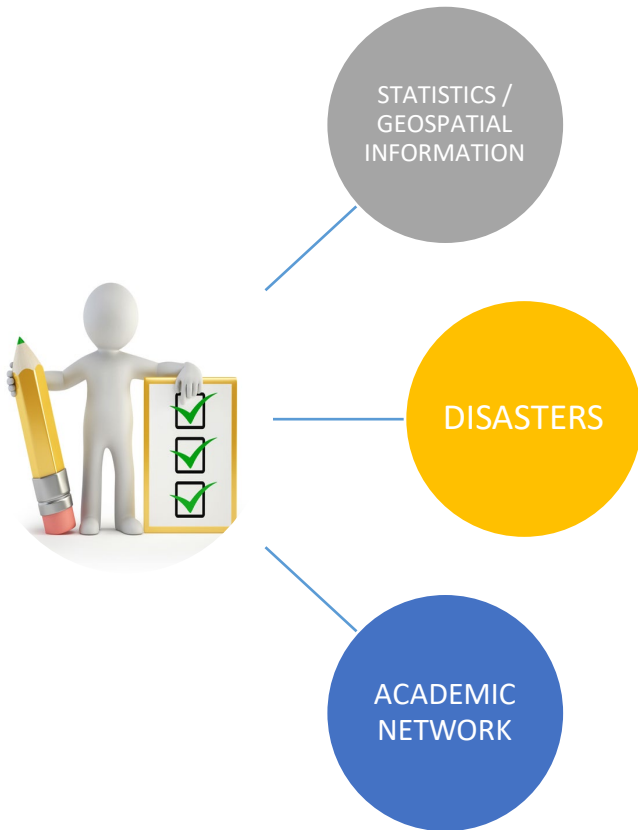 STATISTICS /
GEOSPATIAL
INFORMATION
DISASTERS
ACADEMIC
NETWORK